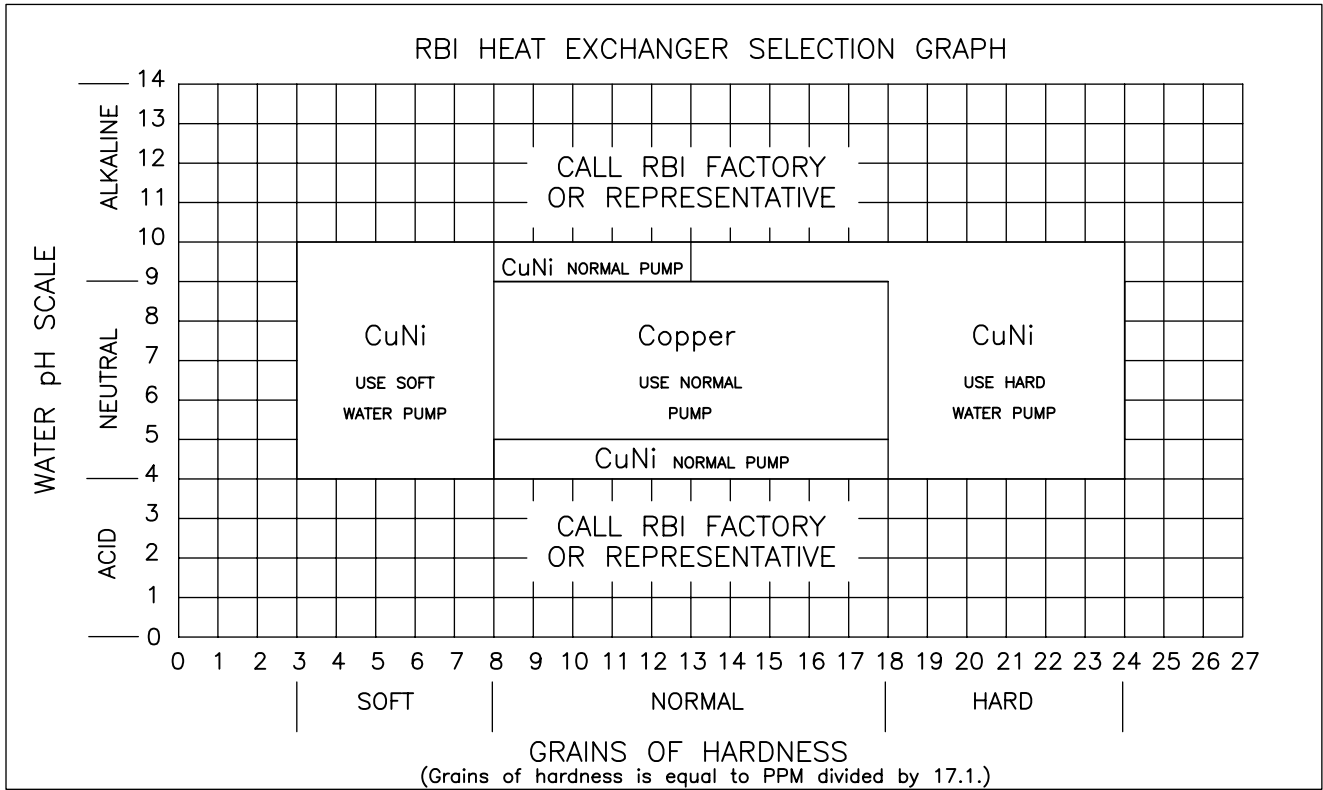 RBI HEAT EXCHANGER SELECTION GRAPH
WATER pH SCALE
ALKALINE
NEUTRAL
ACID
14
13
12
11
10
9
8
7
6
5
4
3
2
1
0
CALL RBI FACTORY
OR REPRESENTATIVE
CuNi NORMAL PUMP
CuNi
USE SOFT
WATER PUMP
Copper
USE NORMAL
PUMP
CuNi
USE HARD
WATER PUMP
CuNi NORMAL PUMP
CALL RBI FACTORY
OR REPRESENTATIVE
0 1 2 3 4 5 6 7 8 9 10 11 12 13 14 15 16 17 18 19 20 21 22 23 24 25 26 27
SOFT NORMAL HARD
GRAINS OF HARDNESS
(Grains of hardness is equal to PPM divided by 17.1.)